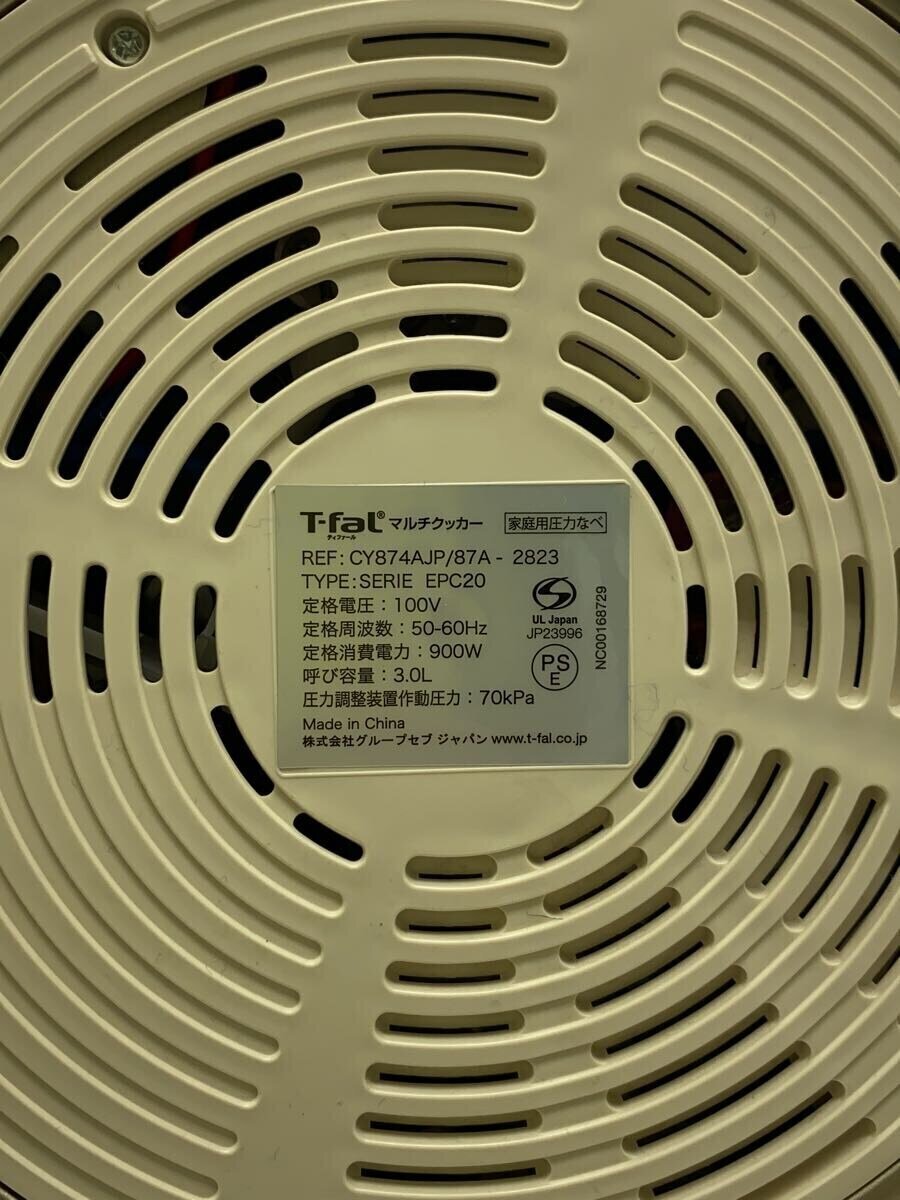 T-fal® マルチクッカー 家庭用圧力なべ
ティファール
REF: CY874AJP/87A - 2823
TYPE: SERIE EPC20
定格電圧：100V
定格周波数：50-60Hz
定格消費電力：900W
呼び容量：3.0L
圧力調整装置作動圧力：70kPa
Made in China
株式会社グループセブ ジャパン www.t-fal.co.jp
S
UL Japan
JP23996
PS
E
NC00168729